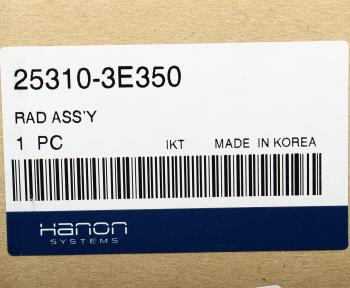 25310-3E350
RAD ASS'Y
1 PC IKT MADE IN KOREA
Hanon
SYSTEMS